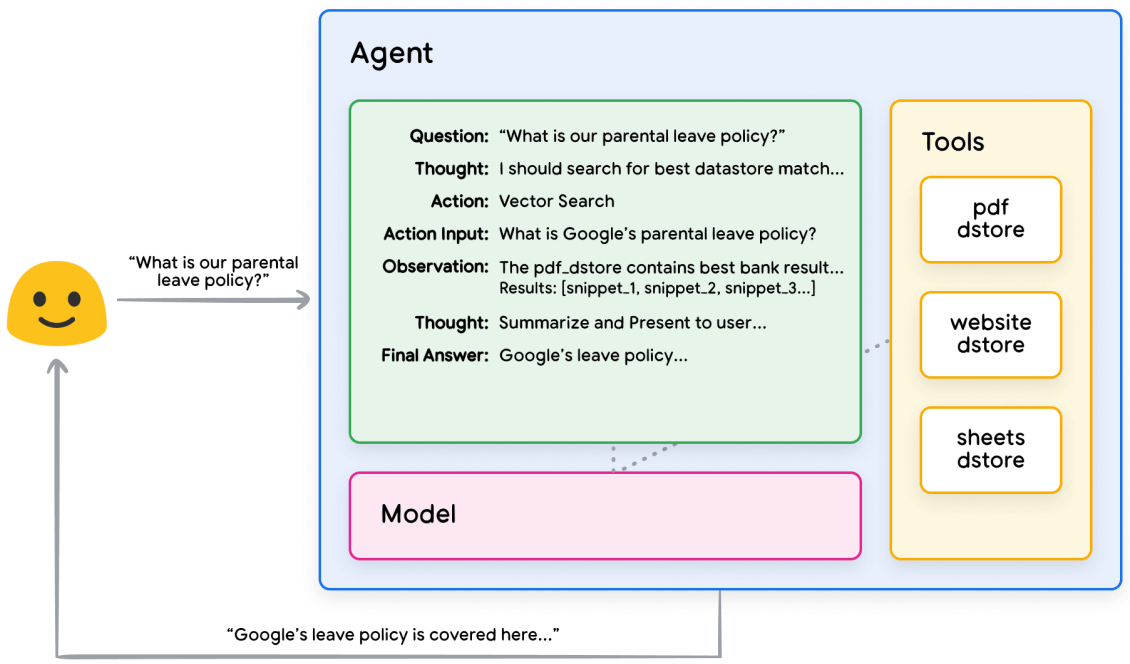 Agent
Question: “What is our parental leave policy?”
Thought: I should search for best datastore match...
Action: Vector Search
Action Input: What is Google’s parental leave policy?
Observation: The pdf_dstore contains best bank result...
Results: [snippet_1, snippet_2, snippet_3...]
Thought: Summarize and Present to user...
Final Answer: Google’s leave policy...
Tools
pdf
dstore
website
dstore
sheets
dstore
“What is our parental
leave policy?”
Model
“Google’s leave policy is covered here...”